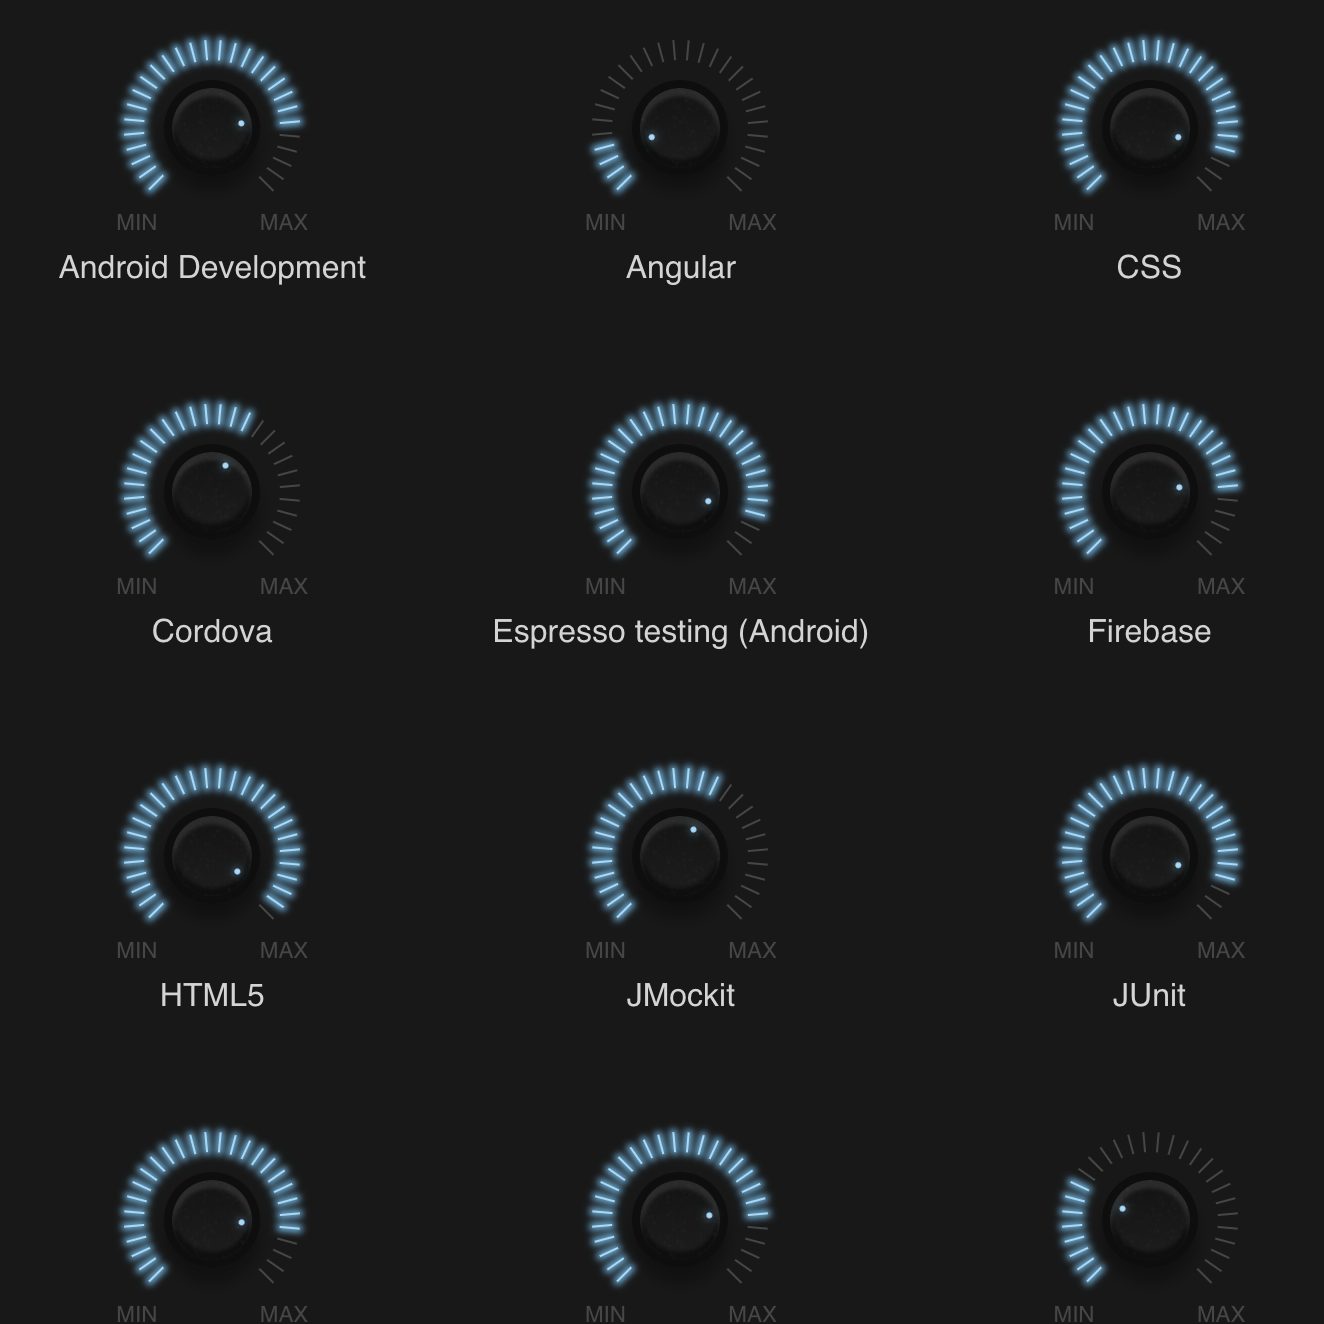 MIN MAX MIN MAX MIN MAX
Android Development Angular CSS
MIN MAX MIN MAX MIN MAX
Cordova Espresso testing (Android) Firebase
MIN MAX MIN MAX MIN MAX
HTML5 JMockit JUnit
MIN MAX MIN MAX MIN MAX